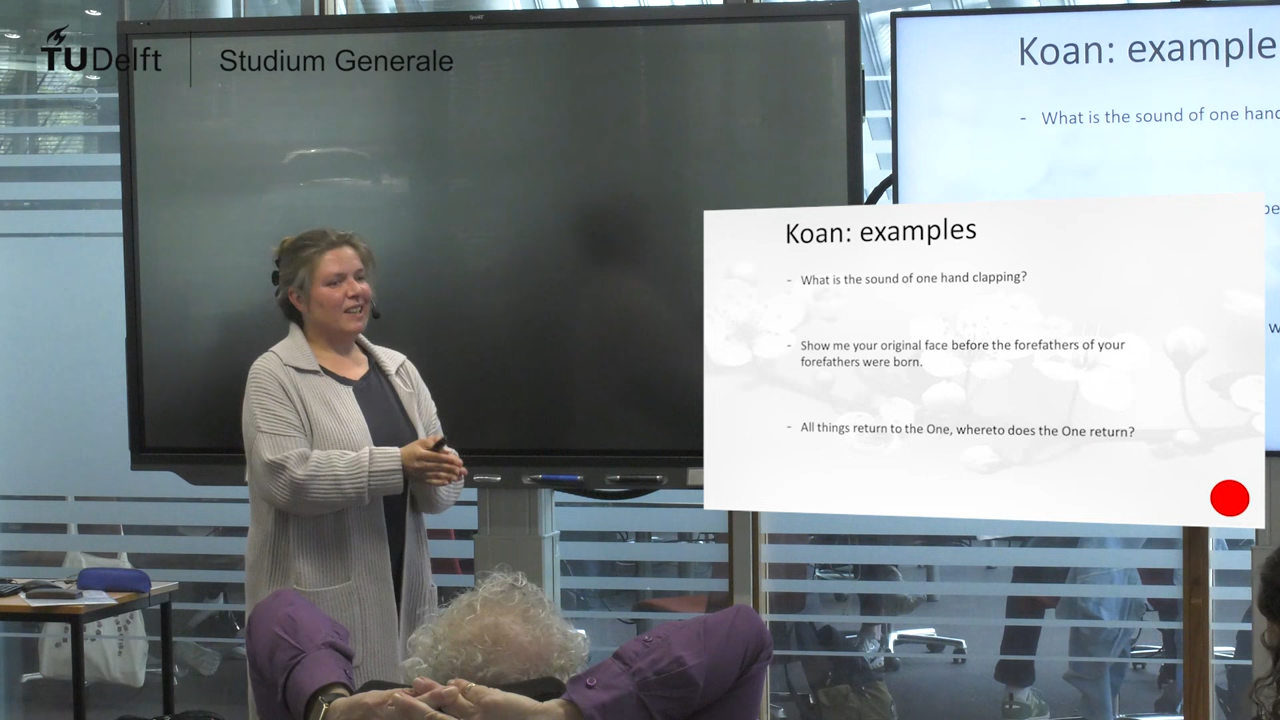 TUDelft
Studium Generale
Koan: example
- What is the sound of one hand
be
w
Koan: examples
- What is the sound of one hand clapping?
- Show me your original face before the forefathers of your
forefathers were born.
- All things return to the One, whereto does the One return?